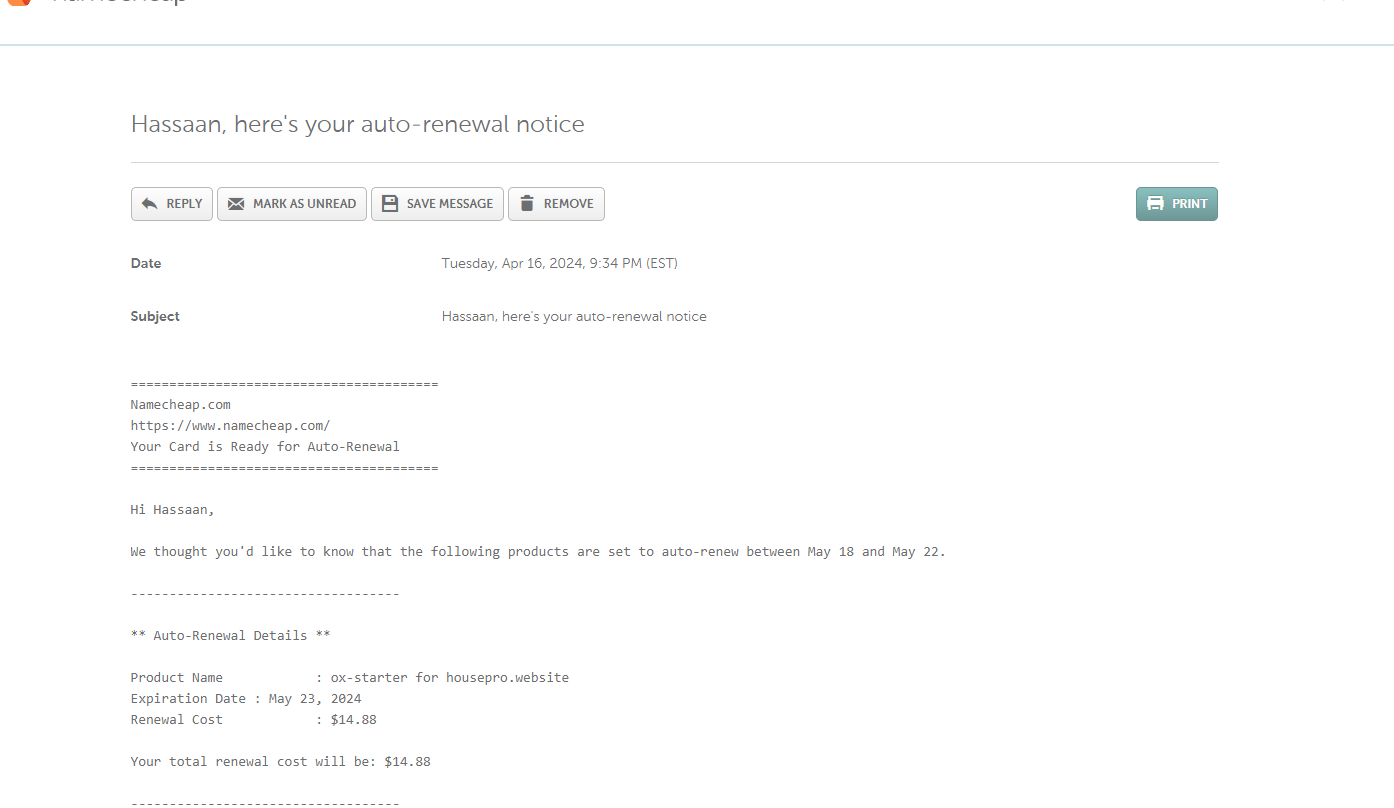 Hassaan, here's your auto-renewal notice
REPLY MARK AS UNREAD SAVE MESSAGE REMOVE PRINT
Date Tuesday, Apr 16, 2024, 9:34 PM (EST)
Subject Hassaan, here's your auto-renewal notice
========================================
Namecheap.com
https://www.namecheap.com/
Your Card is Ready for Auto-Renewal
========================================
Hi Hassaan,
We thought you'd like to know that the following products are set to auto-renew between May 18 and May 22.
-----------------------------------
** Auto-Renewal Details **
Product Name : ox-starter for housepro.website
Expiration Date : May 23, 2024
Renewal Cost : $14.88
Your total renewal cost will be: $14.88
-----------------------------------